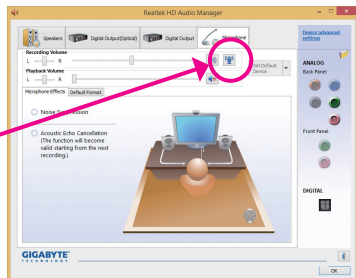 Realtek HD Audio Manager
Speakers
Digital Output(Optical)
Digital Output
Microphone
Device advanced settings
Recording Volume
L
R
Set Default Device
Playback Volume
L
R
ANALOG
Back Panel
Microphone Effects
Default Format
Noise Suppression
Acoustic Echo Cancellation
(The function will become
valid starting from the next
recording.)
Front Panel
DIGITAL
GIGABYTE
TECHNOLOGY
OK